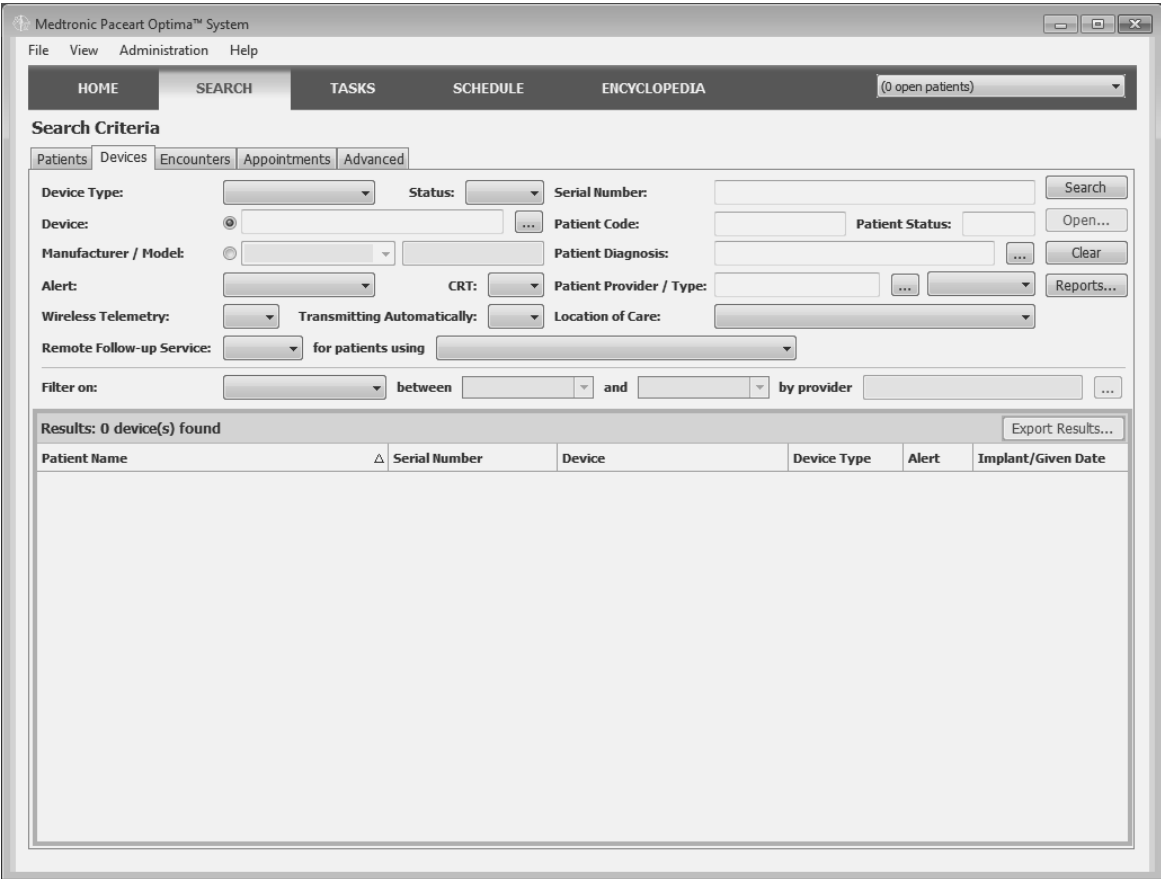 Medtronic Paceart Optima™ System
File View Administration Help
HOME SEARCH TASKS SCHEDULE ENCYCLOPEDIA (0 open patients)
Search Criteria
Patients Devices Encounters Appointments Advanced
Device Type: Status: Serial Number: Search
Device: ... Patient Code: Patient Status: Open...
Manufacturer / Model: Patient Diagnosis: ... Clear
Alert: CRT: Patient Provider / Type: ... Reports...
Wireless Telemetry: Transmitting Automatically: Location of Care:
Remote Follow-up Service: for patients using
Filter on: between and by provider ...
Results: 0 device(s) found Export Results...
Patient Name Serial Number Device Device Type Alert Implant/Given Date